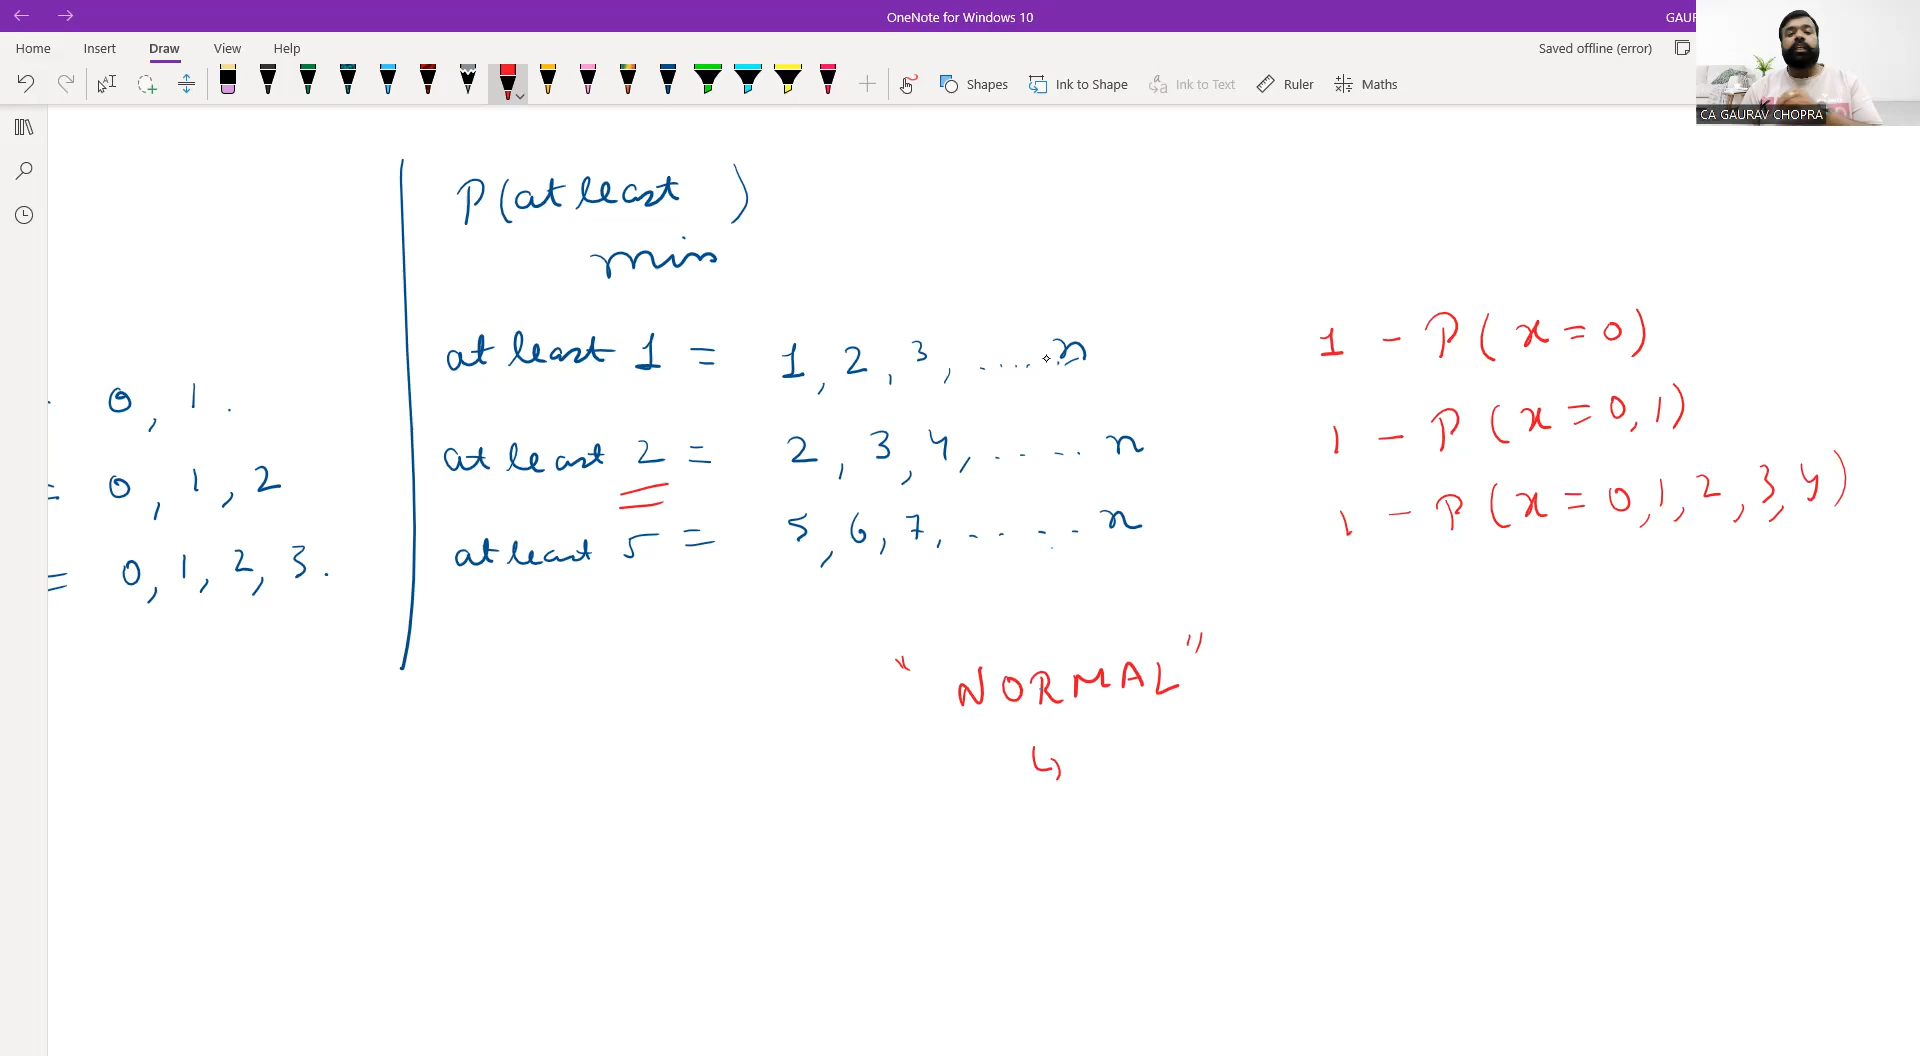 OneNote for Windows 10
GAUR
Home Insert Draw View Help
Saved offline (error)
Shapes Ink to Shape Ink to Text Ruler Maths
CA GAURAV CHOPRA
P(at least )
min
at least 1 = 1, 2, 3, ..... n
1 - P(x = 0)
0, 1.
at least 2 = 2, 3, 4, ..... n
1 - P(x = 0, 1)
= 0, 1, 2
at least 5 = 5, 6, 7, ..... n
1 - P(x = 0, 1, 2, 3, 4)
= 0, 1, 2, 3.
"NORMAL"
↳